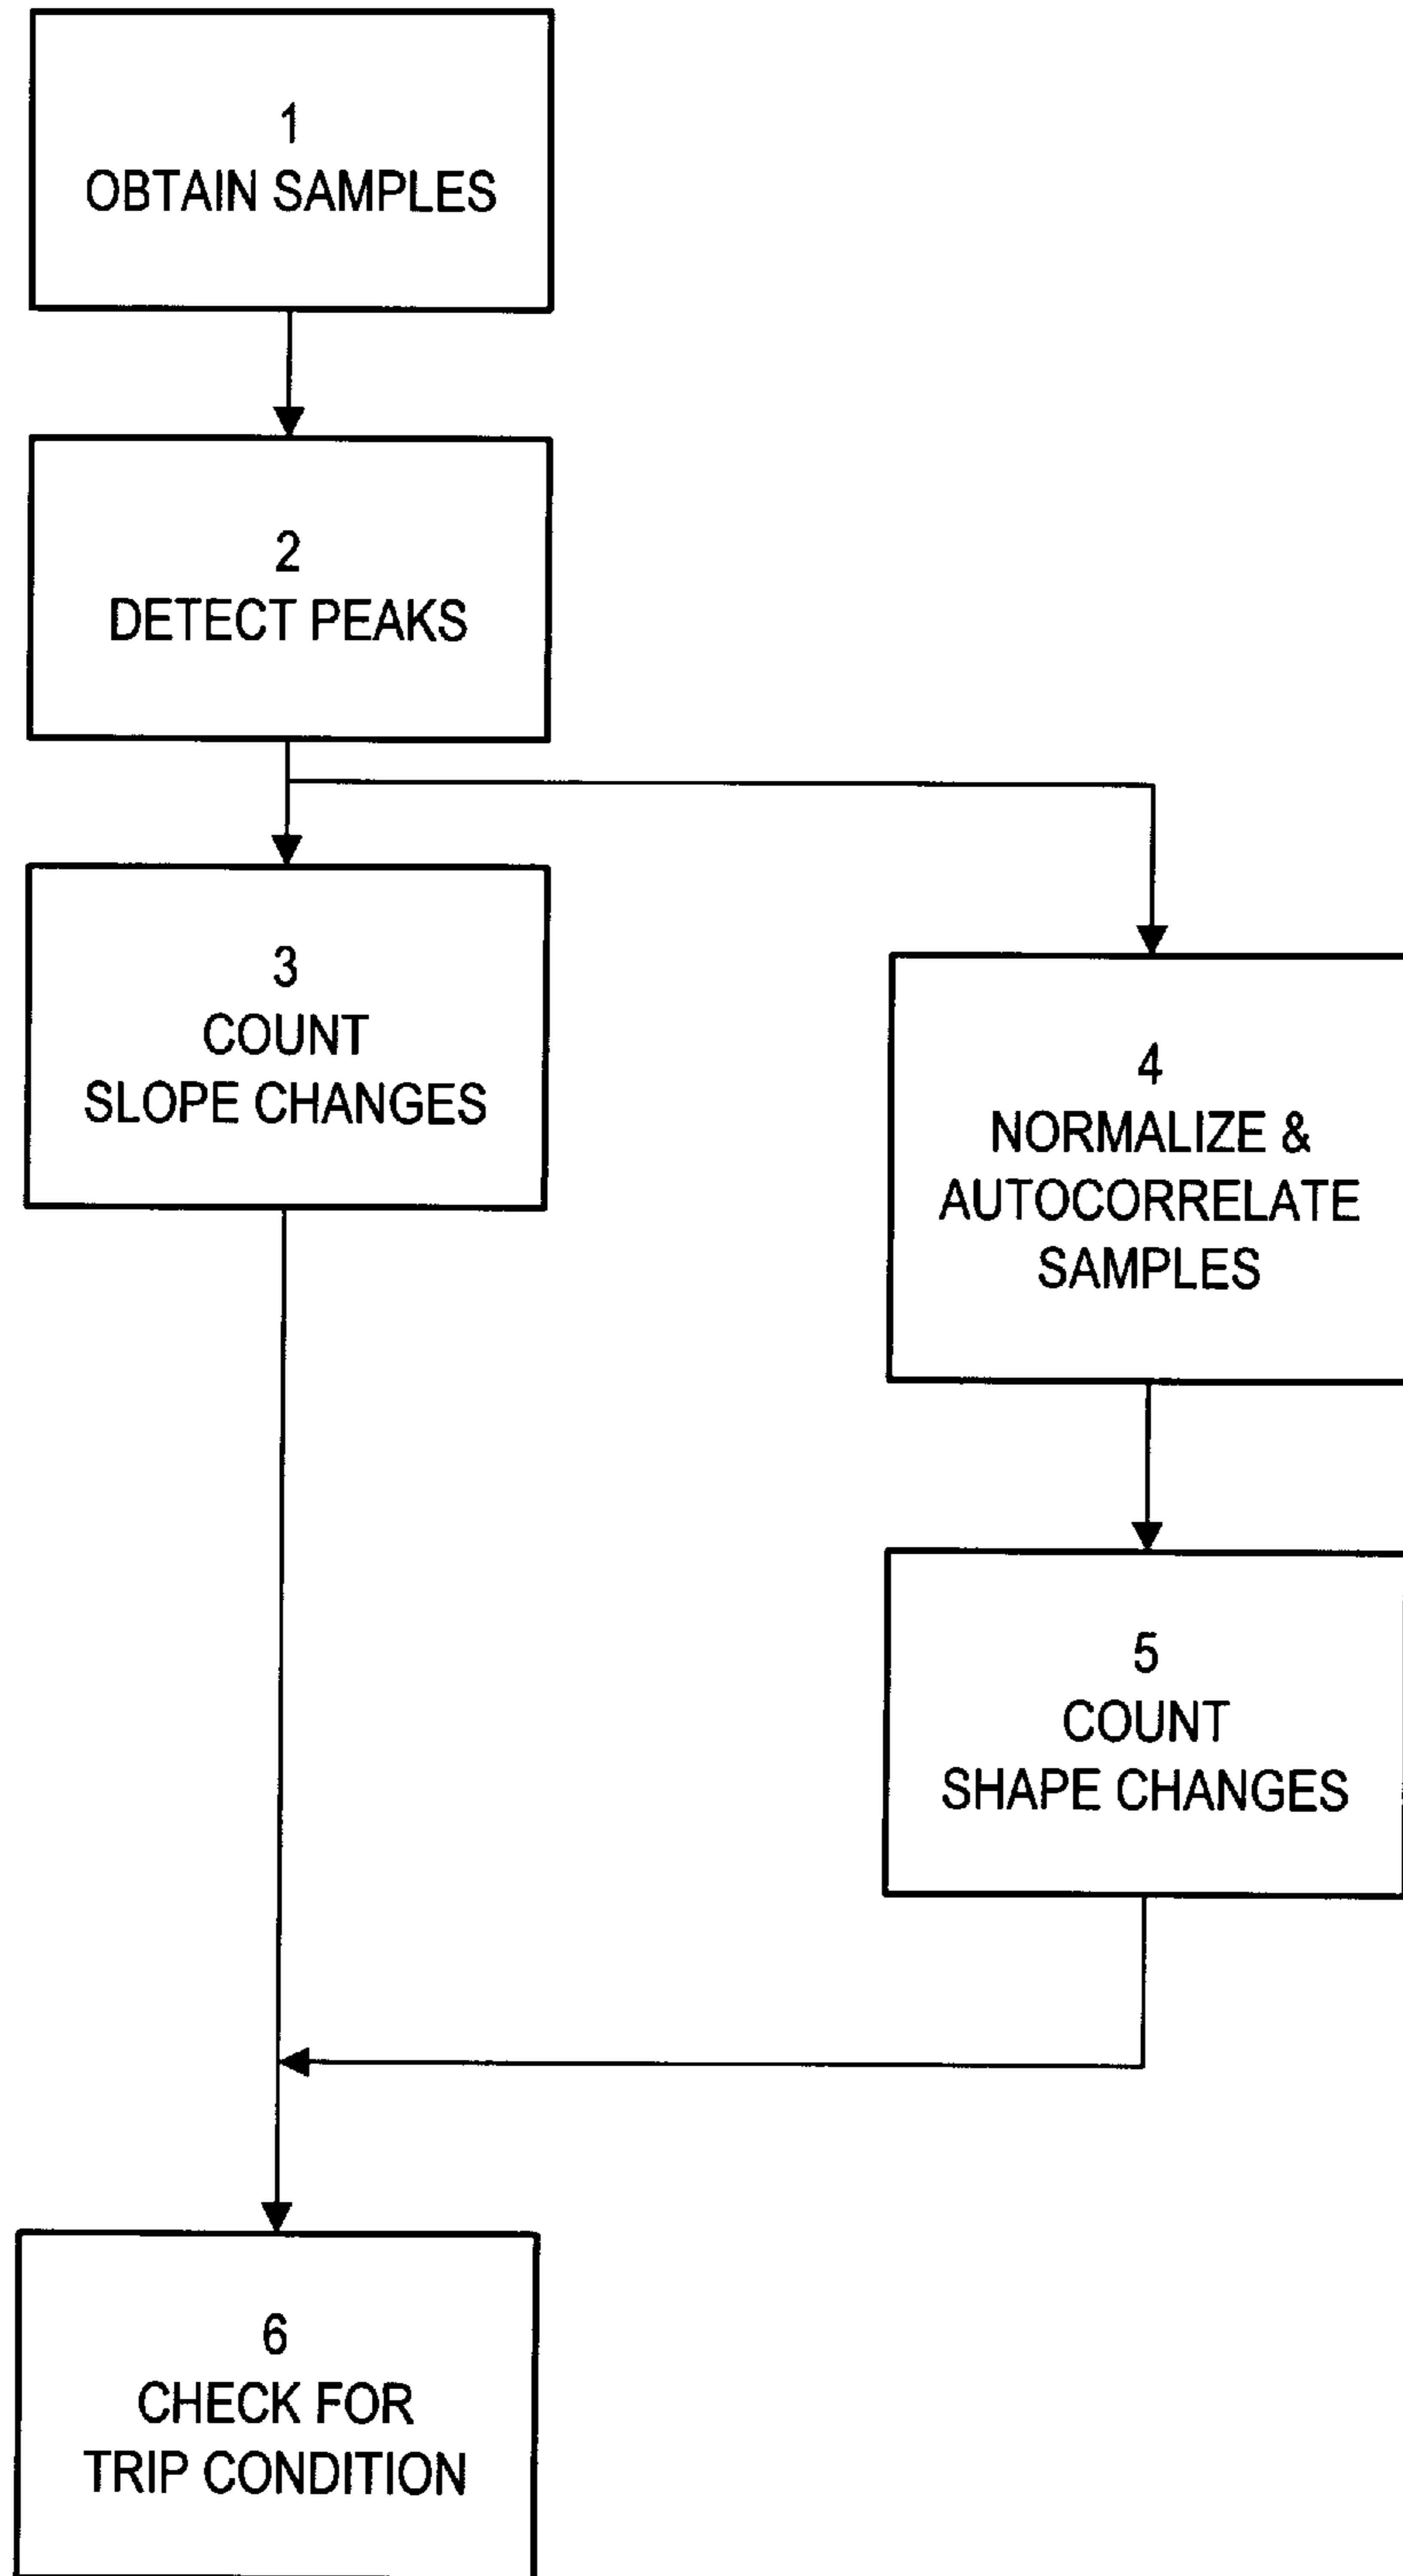 1
OBTAIN SAMPLES
2
DETECT PEAKS
3
COUNT
SLOPE CHANGES
4
NORMALIZE &
AUTOCORRELATE
SAMPLES
5
COUNT
SHAPE CHANGES
6
CHECK FOR
TRIP CONDITION